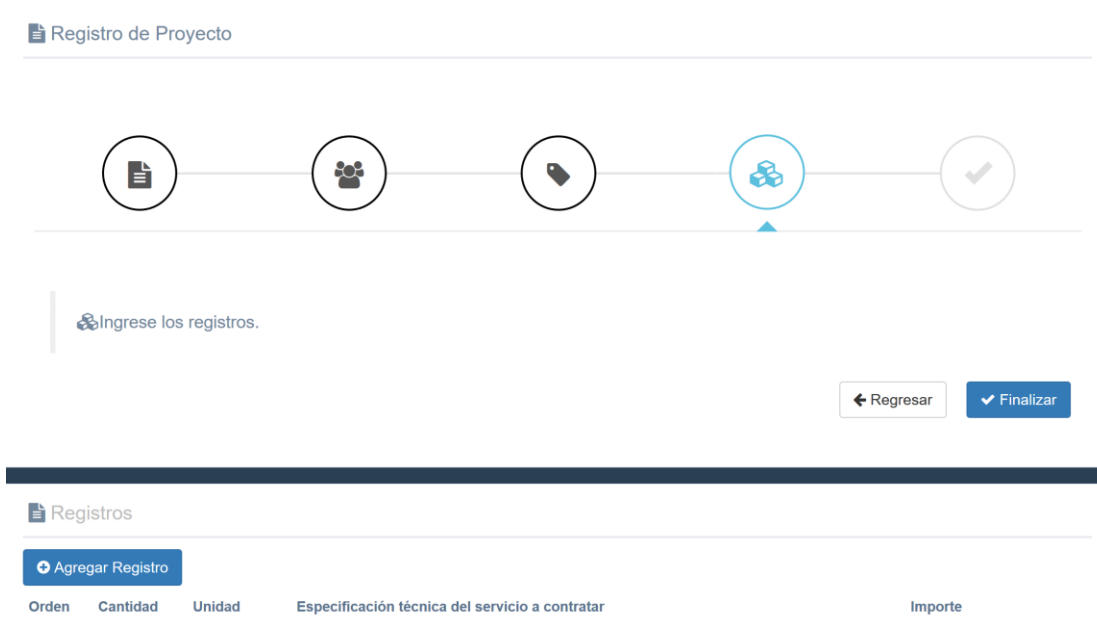 Registro de Proyecto
Ingrese los registros.
Regresar
Finalizar
Registros
Agregar Registro
Orden Cantidad Unidad Especificación técnica del servicio a contratar Importe